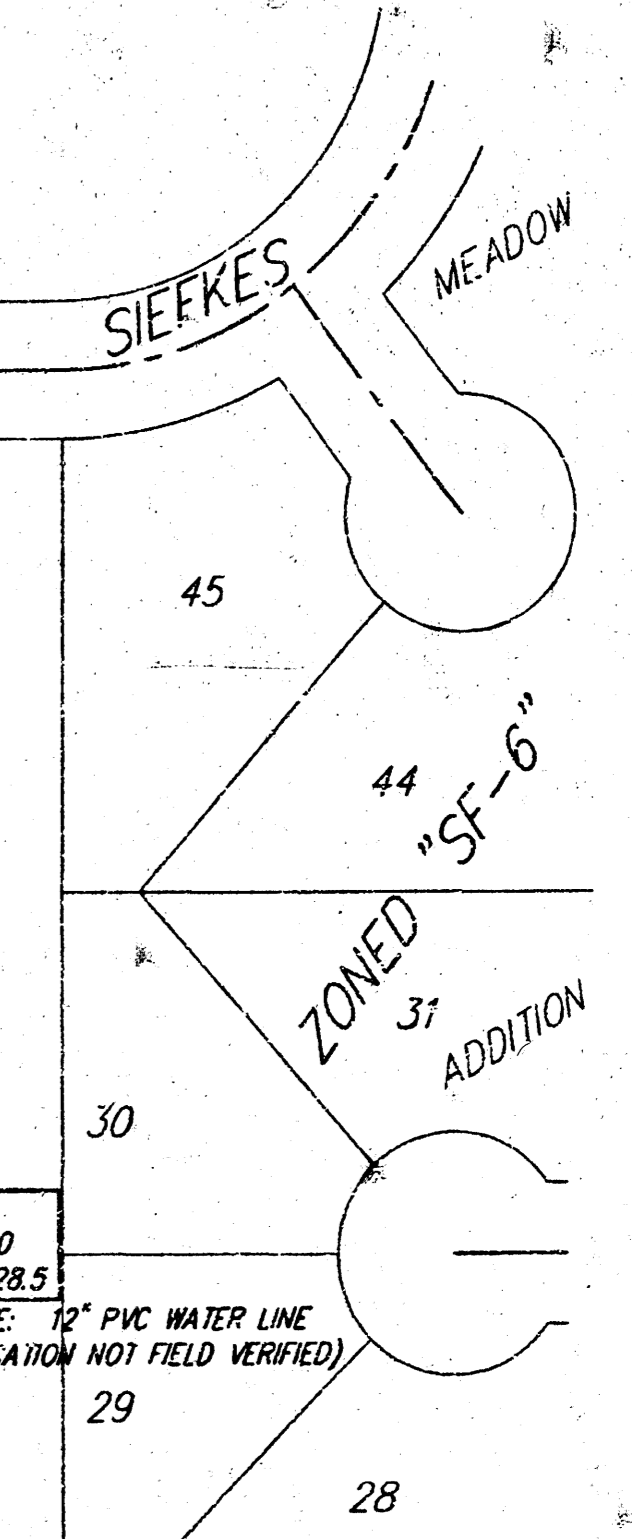 SIEFKES
MEADOW
45
44
ZONED "SF-6"
31
ADDITION
30
28.5
12" PVC WATER LINE
NOT FIELD VERIFIED)
29
28